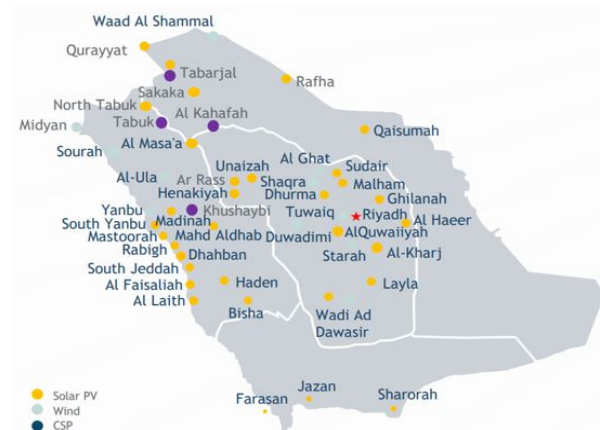 Waad Al Shammal
Qurayyat
Tabarjal
Rafha
Sakaka
North Tabuk
Al Kahafah
Midyan
Tabuk
Qaisumah
Al Masa'a
Sourah
Al Ghat
Unaizah
Sudair
Al-Ula
Ar Rass
Shaqra
Malham
Henakiyah
Dhurma
Ghilanah
Yanbu
Khushaybi
Tuwaiq
Riyadh
Al Haeer
South Yanbu
Madinah
Mastoorah
Mahd Aldhab
Duwadimi
AlQuwaiiyah
Rabigh
Dhahban
Starah
Al-Kharj
South Jeddah
Al Faisaliah
Haden
Layla
Al Laith
Bisha
Wadi Ad
Dawasir
Jazan
Farasan
Sharorah
Solar PV
Wind
CSP